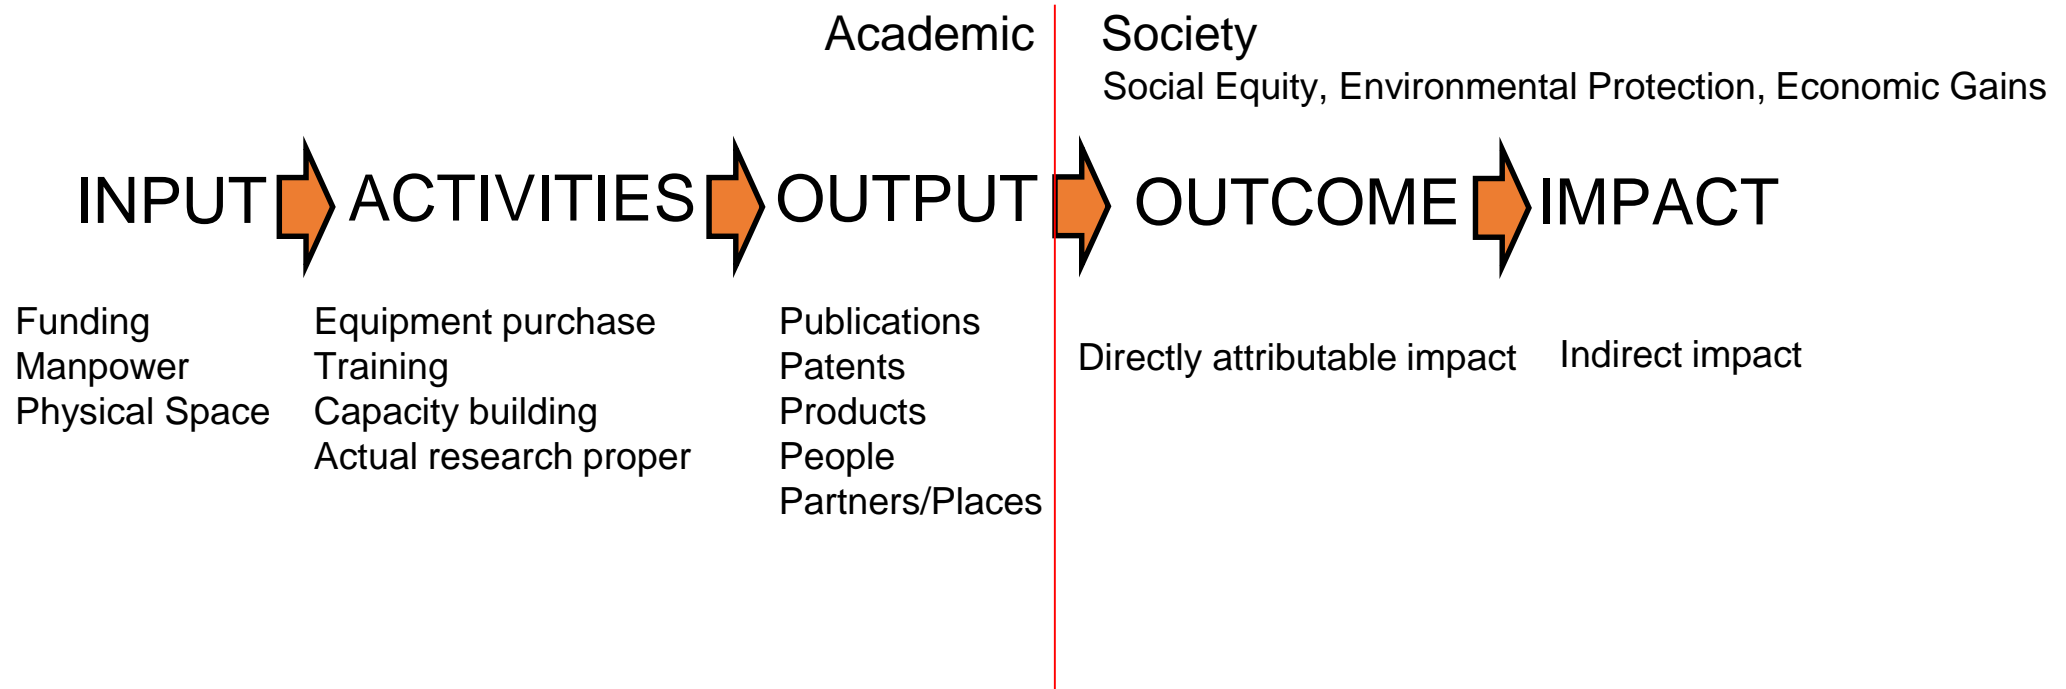 Academic
Society
Social Equity, Environmental Protection, Economic Gains
INPUT
ACTIVITIES
OUTPUT
OUTCOME
IMPACT
Funding
Manpower
Physical Space
Equipment purchase
Training
Capacity building
Actual research proper
Publications
Patents
Products
People
Partners/Places
Directly attributable impact
Indirect impact